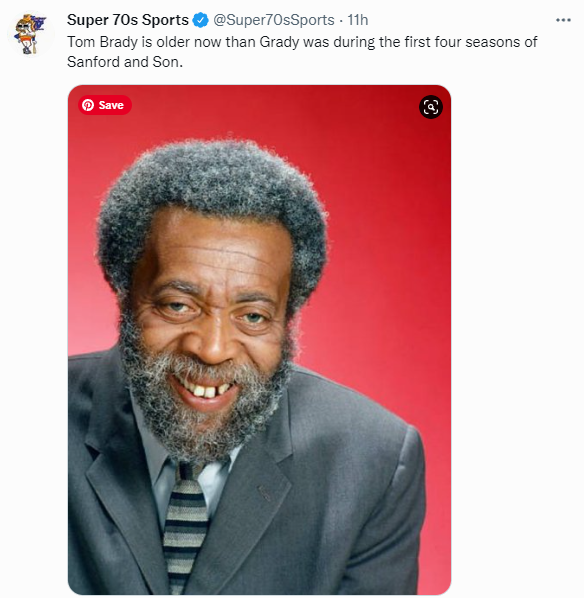 Super 70s Sports @Super70sSports · 11h
Tom Brady is older now than Grady was during the first four seasons of
Sanford and Son.
Save